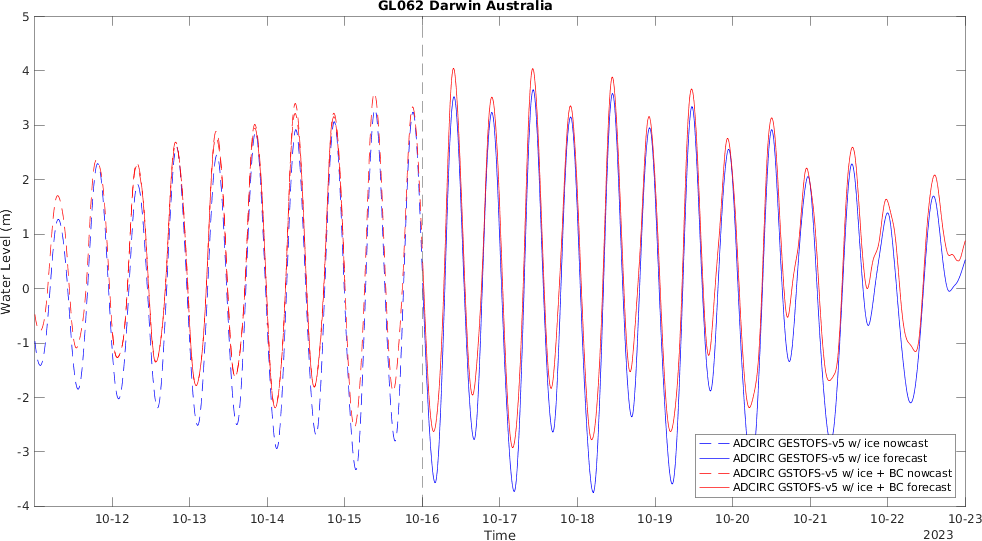 GL062 Darwin Australia
5
4
3
2
1
0
-1
-2
-3
-4
Water Level (m)
ADCIRC GESTOFS-v5 w/ ice nowcast
ADCIRC GESTOFS-v5 w/ ice forecast
ADCIRC GSTOFS-v5 w/ ice + BC nowcast
ADCIRC GSTOFS-v5 w/ ice + BC forecast
10-12 10-13 10-14 10-15 10-16 10-17 10-18 10-19 10-20 10-21 10-22 10-23
Time
2023